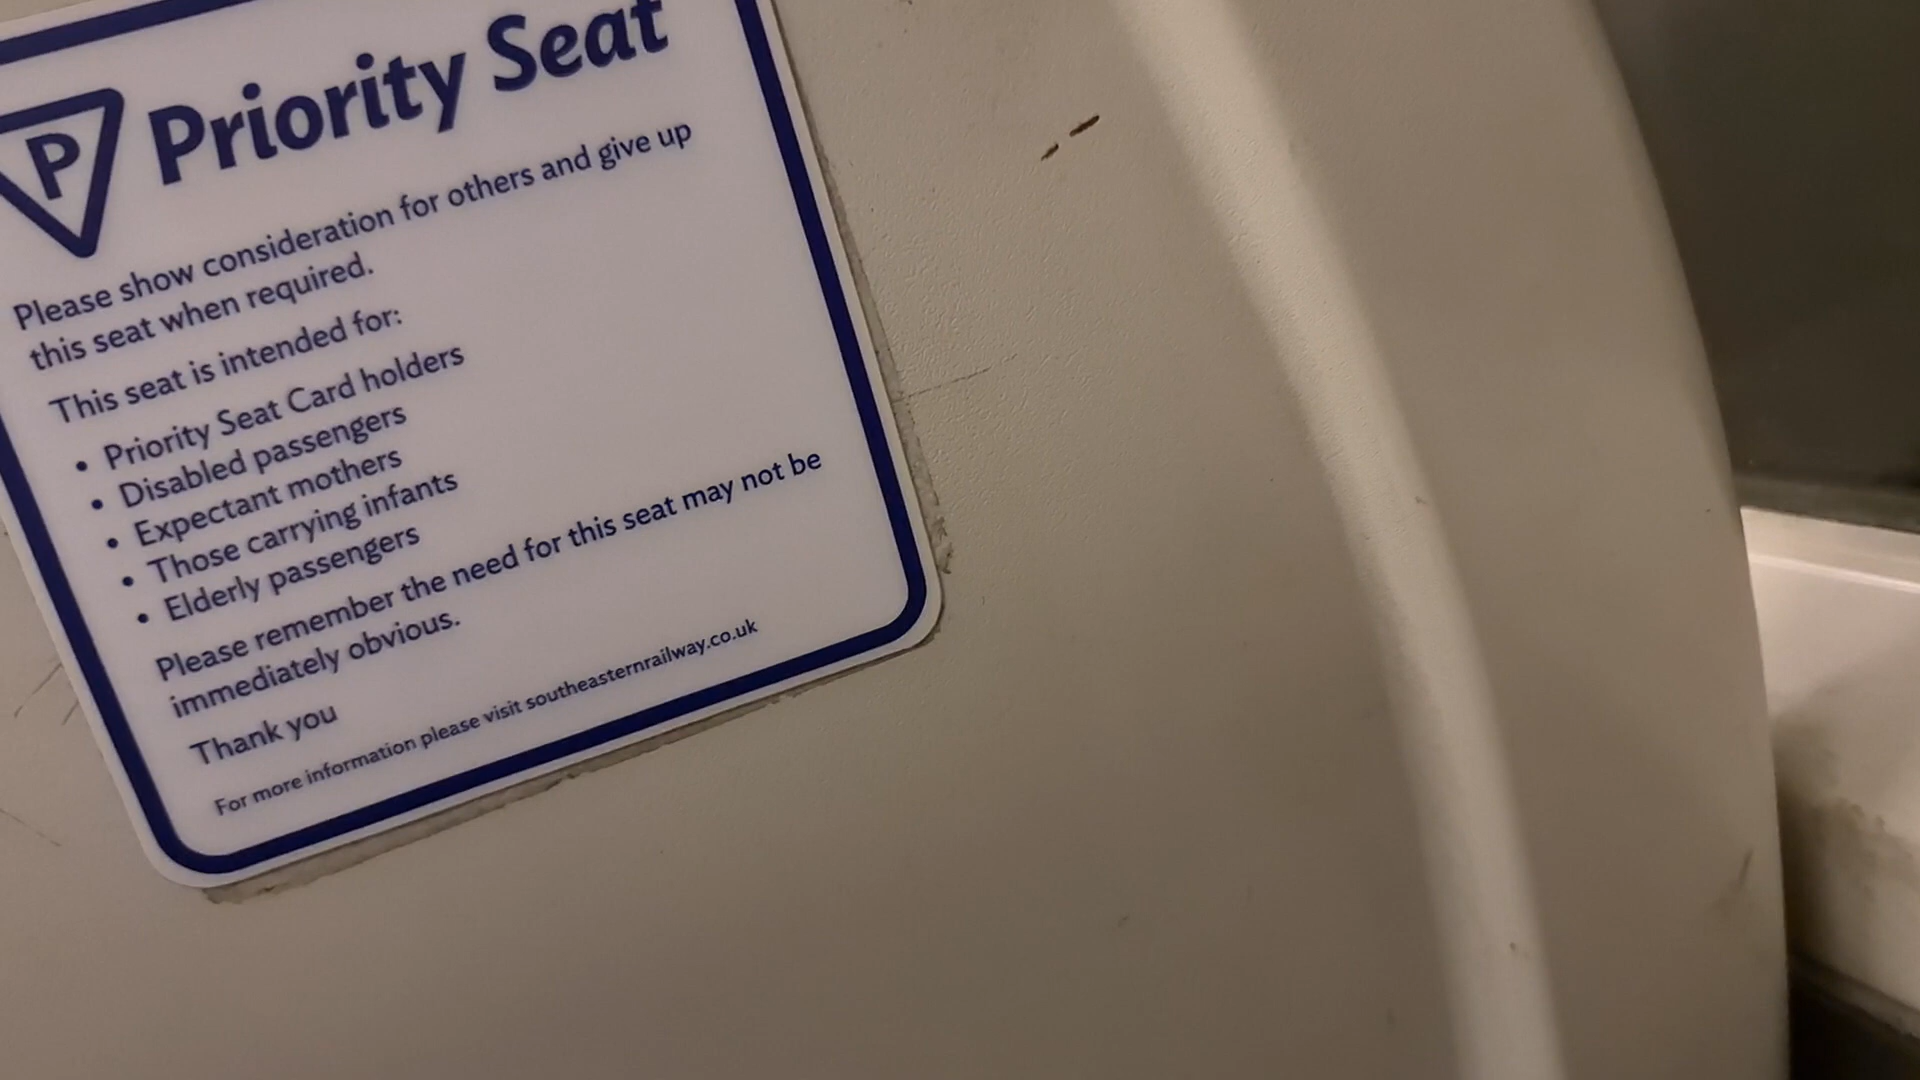 P Priority Seat
Please show consideration for others and give up
this seat when required.
This seat is intended for:
• Priority Seat Card holders
• Disabled passengers
• Expectant mothers
• Those carrying infants
• Elderly passengers
Please remember the need for this seat may not be
immediately obvious.
Thank you
For more information please visit southeasternrailway.co.uk